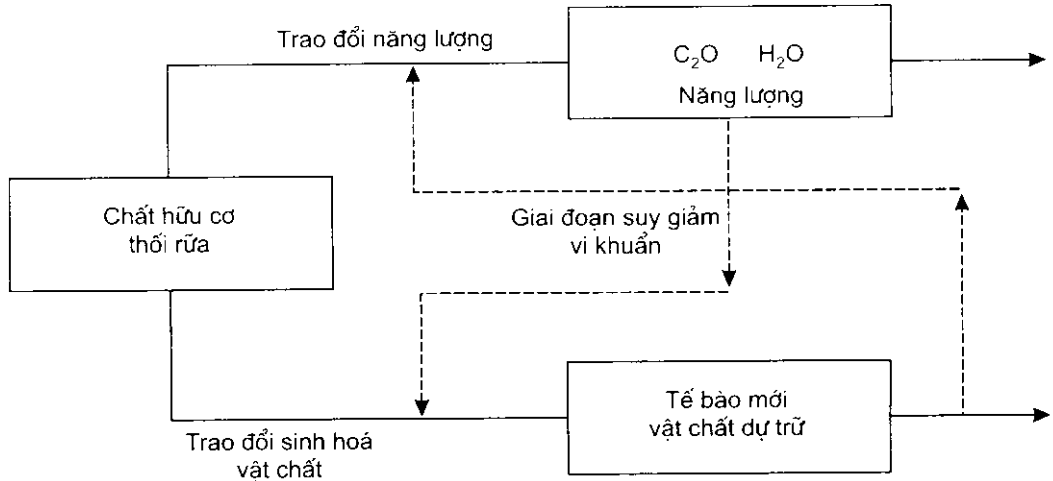 Trao đổi năng lượng
C₂O H₂O
Năng lượng
Chất hữu cơ
thối rữa
Giai đoạn suy giảm
vi khuẩn
Tế bào mới
vật chất dự trữ
Trao đổi sinh hoá
vật chất